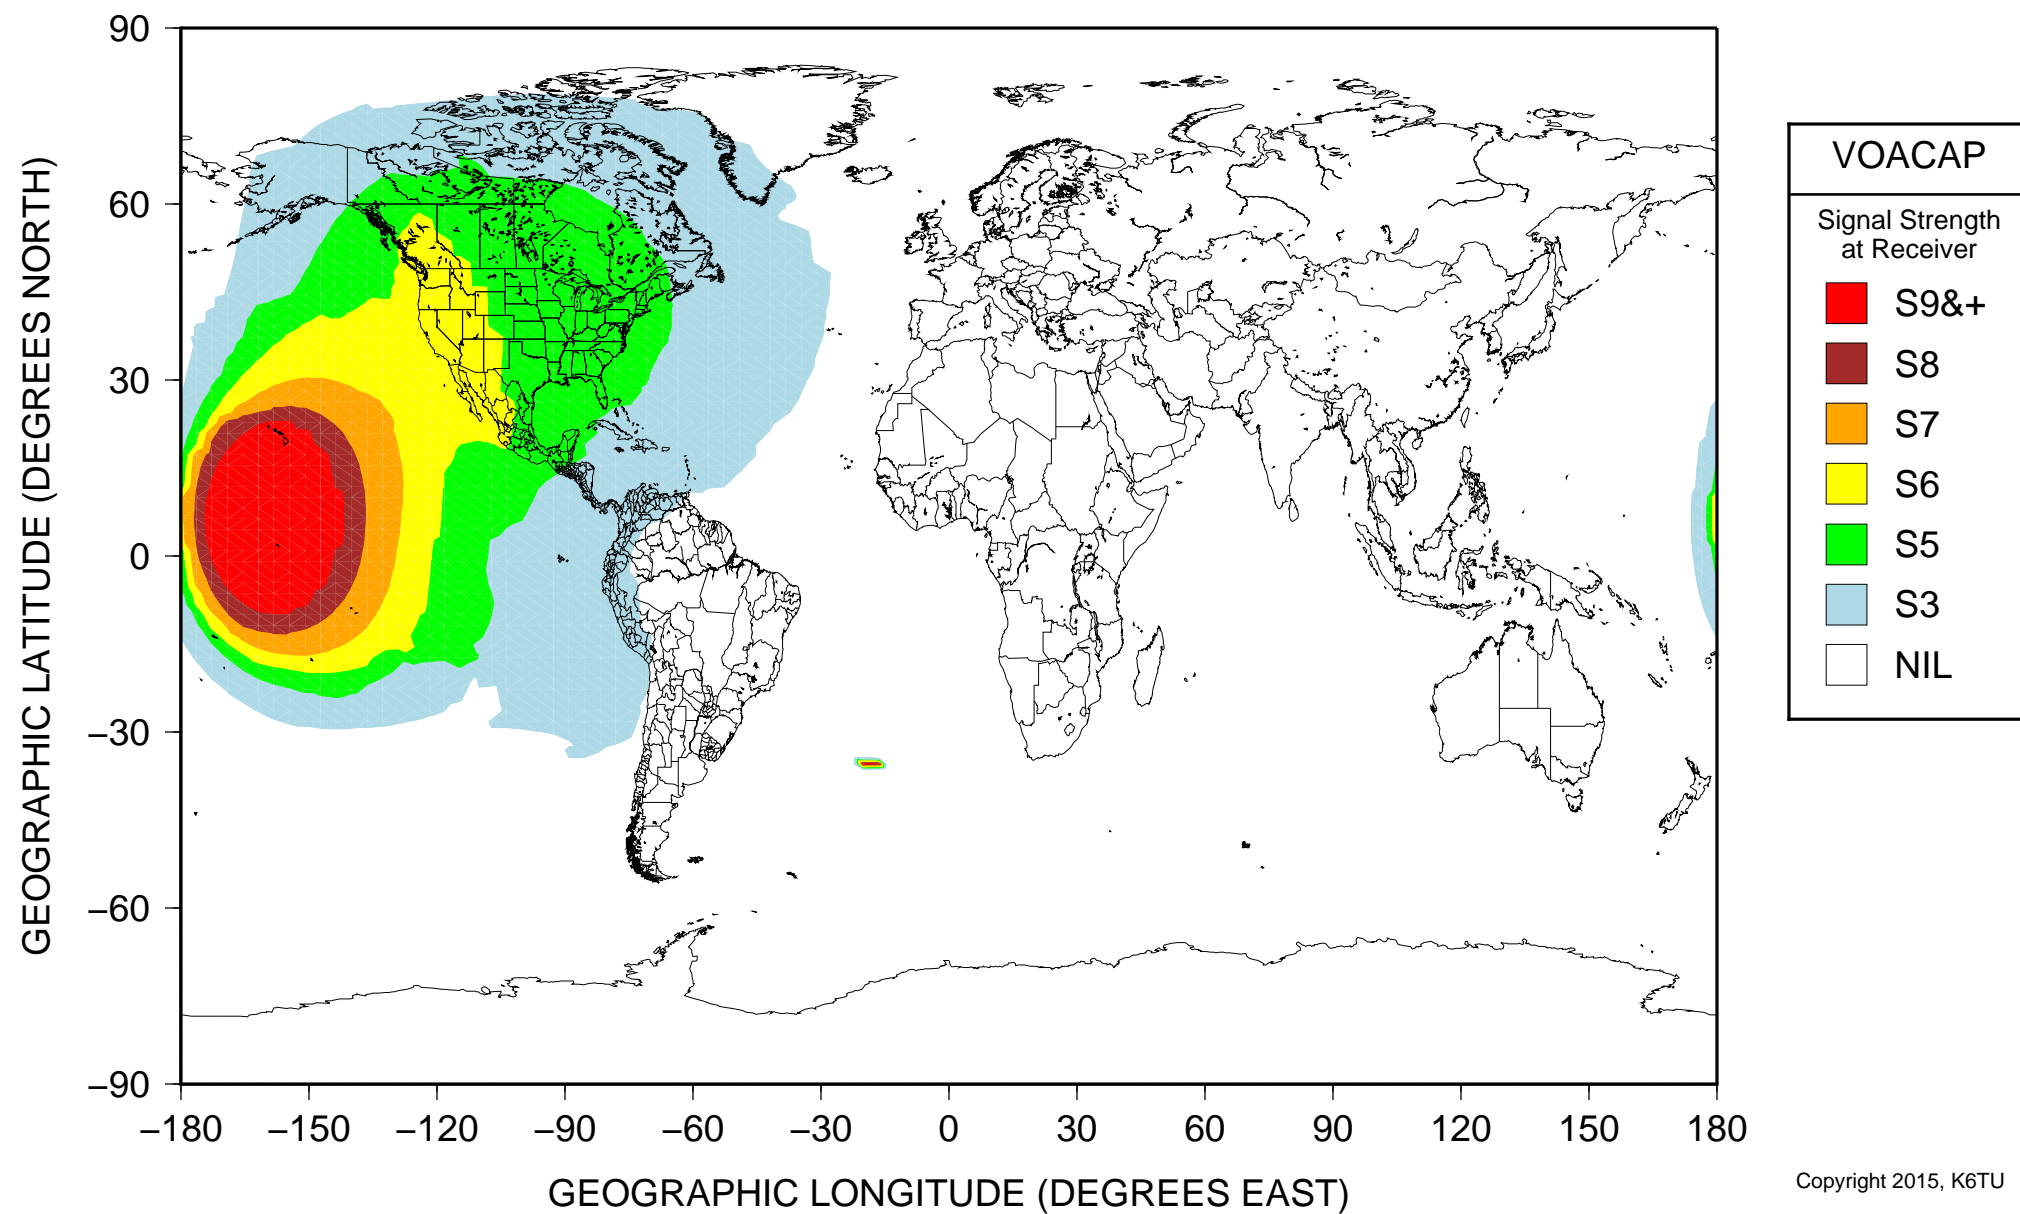 90
60
30
0
−30
−60
−90
GEOGRAPHIC LATITUDE (DEGREES NORTH)
−180 −150 −120 −90 −60 −30 0 30 60 90 120 150 180
GEOGRAPHIC LONGITUDE (DEGREES EAST)
VOACAP
Signal Strength
at Receiver
S9&+
S8
S7
S6
S5
S3
NIL
Copyright 2015, K6TU